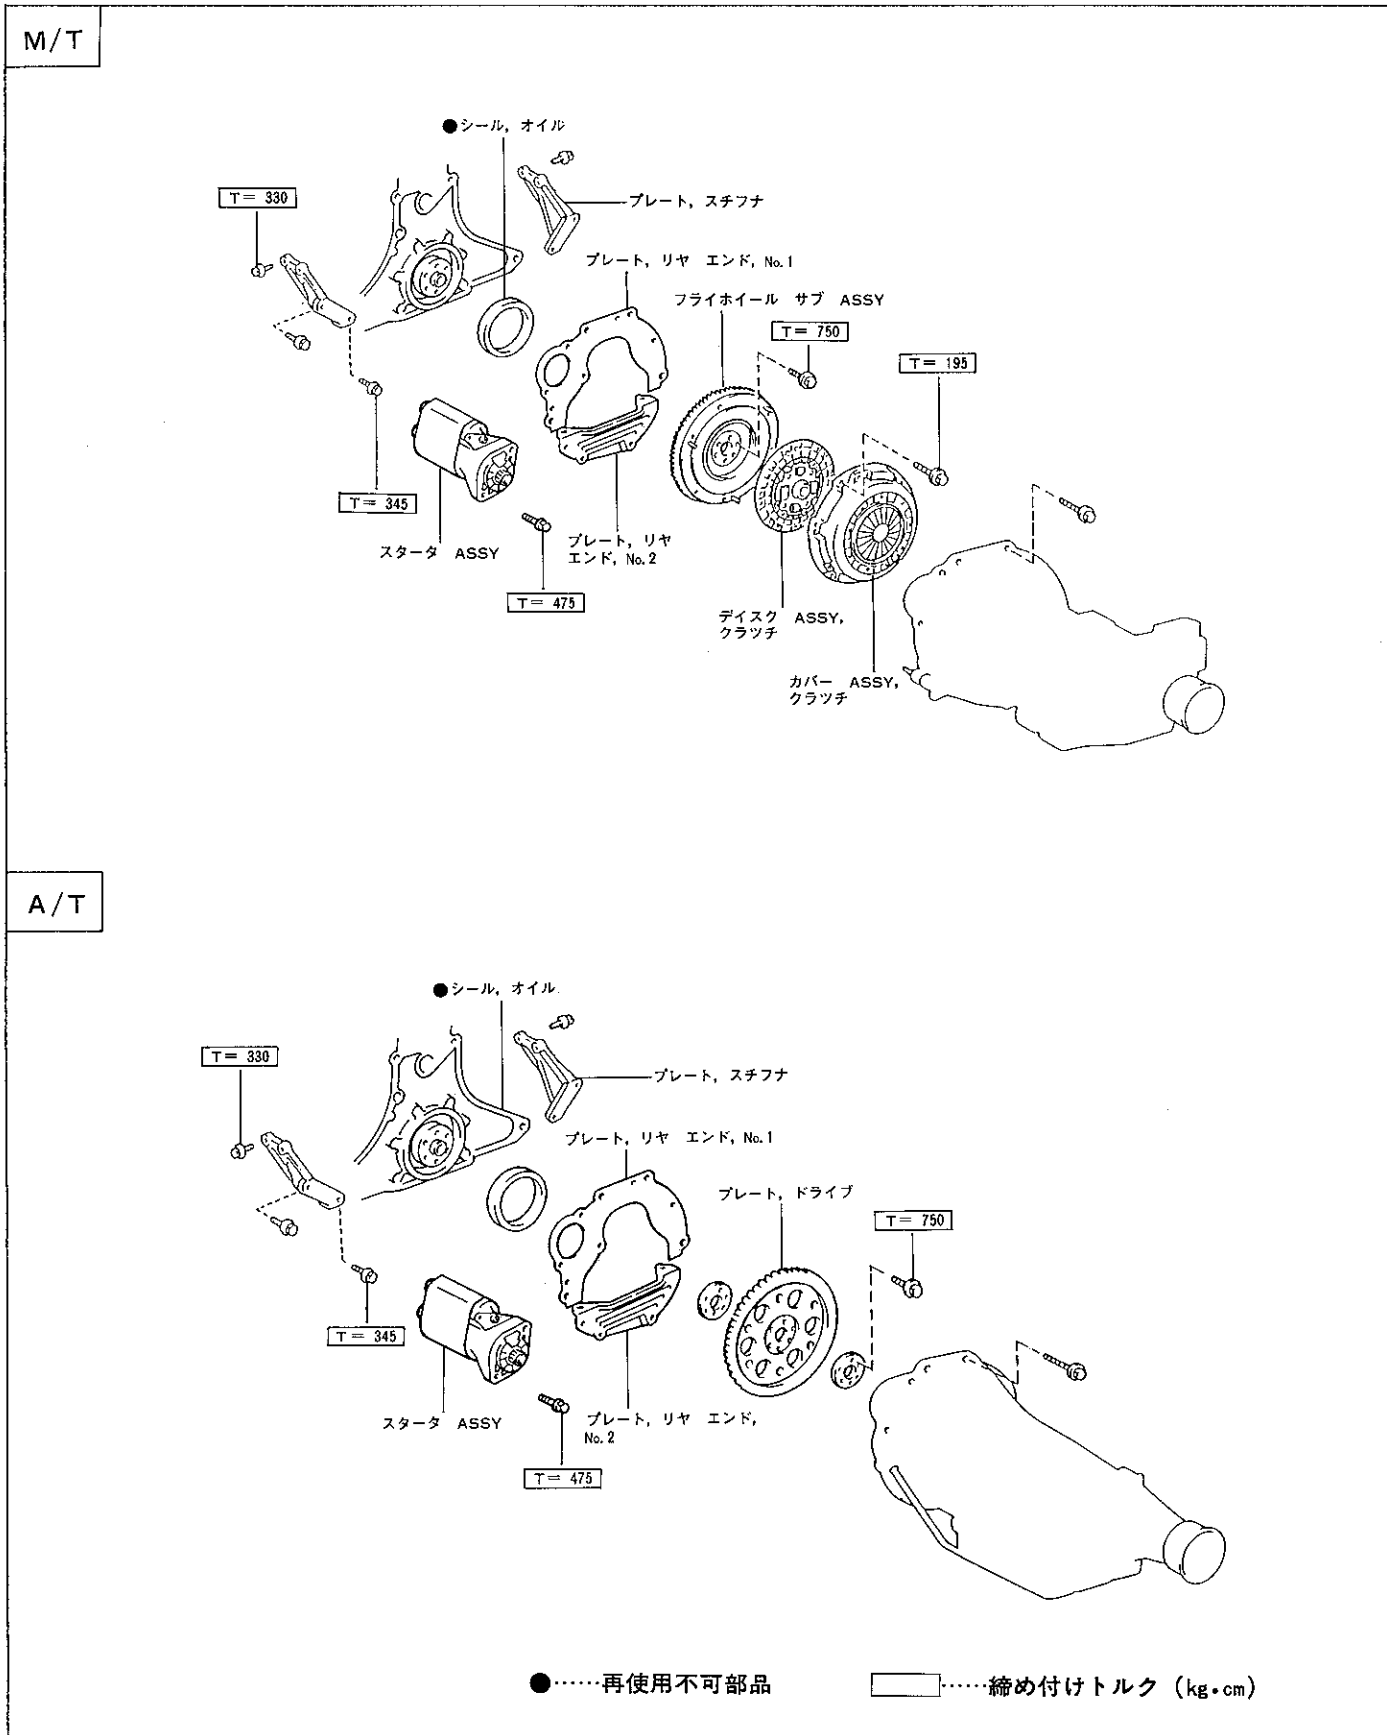 M/T
●シール, オイル
T= 330
プレート, スチフナ
プレート, リヤ エンド, No.1
フライホイール サブ ASSY
T= 750
T= 195
T= 345
スタータ ASSY
プレート, リヤ
エンド, No.2
T= 475
デイスク ASSY,
クラツチ
カバー ASSY,
クラツチ
A/T
●シール, オイル
T= 330
プレート, スチフナ
プレート, リヤ エンド, No.1
プレート, ドライブ
T= 750
T= 345
スタータ ASSY
プレート, リヤ エンド,
No.2
T= 475
●……再使用不可部品
……締め付けトルク (kg・cm)